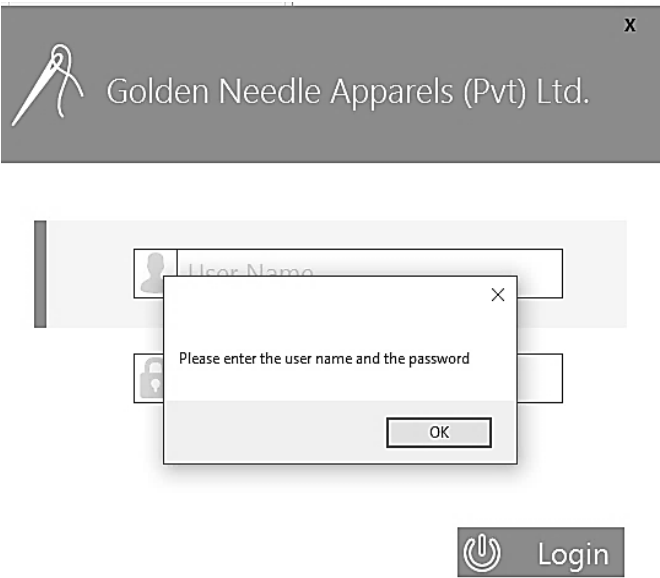 X
Golden Needle Apparels (Pvt) Ltd.
User Name
Please enter the user name and the password
OK
Login